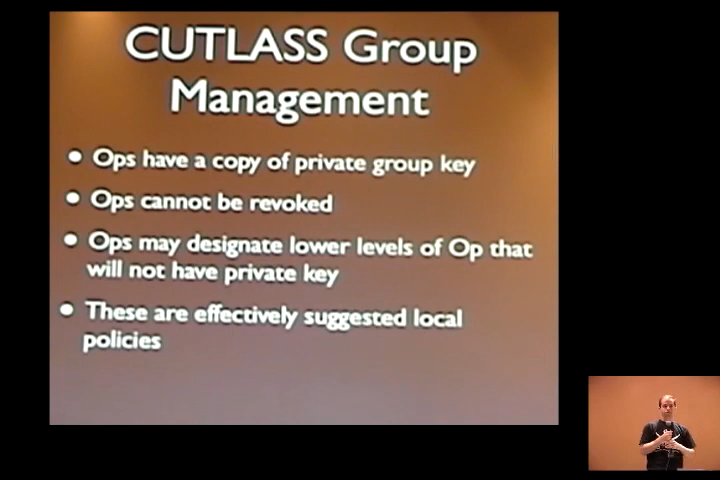 CUTLASS Group
Management
Ops have a copy of private group key
Ops cannot be revoked
Ops may designate lower levels of Op that
will not have private key
These are effectively suggested local
policies